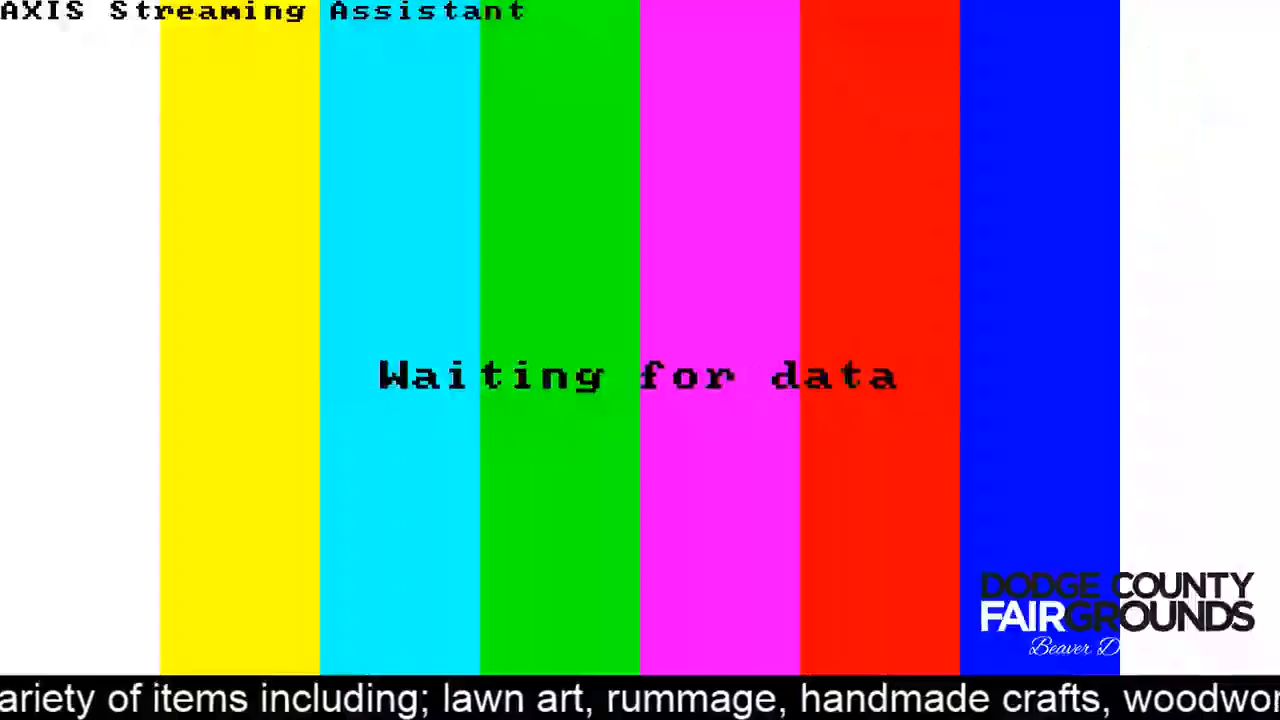 AXIS Streaming Assistant
Waiting for data
DODGE COUNTY
FAIRGROUNDS
Beaver D
ariety of items including; lawn art, rummage, handmade crafts, woodwor